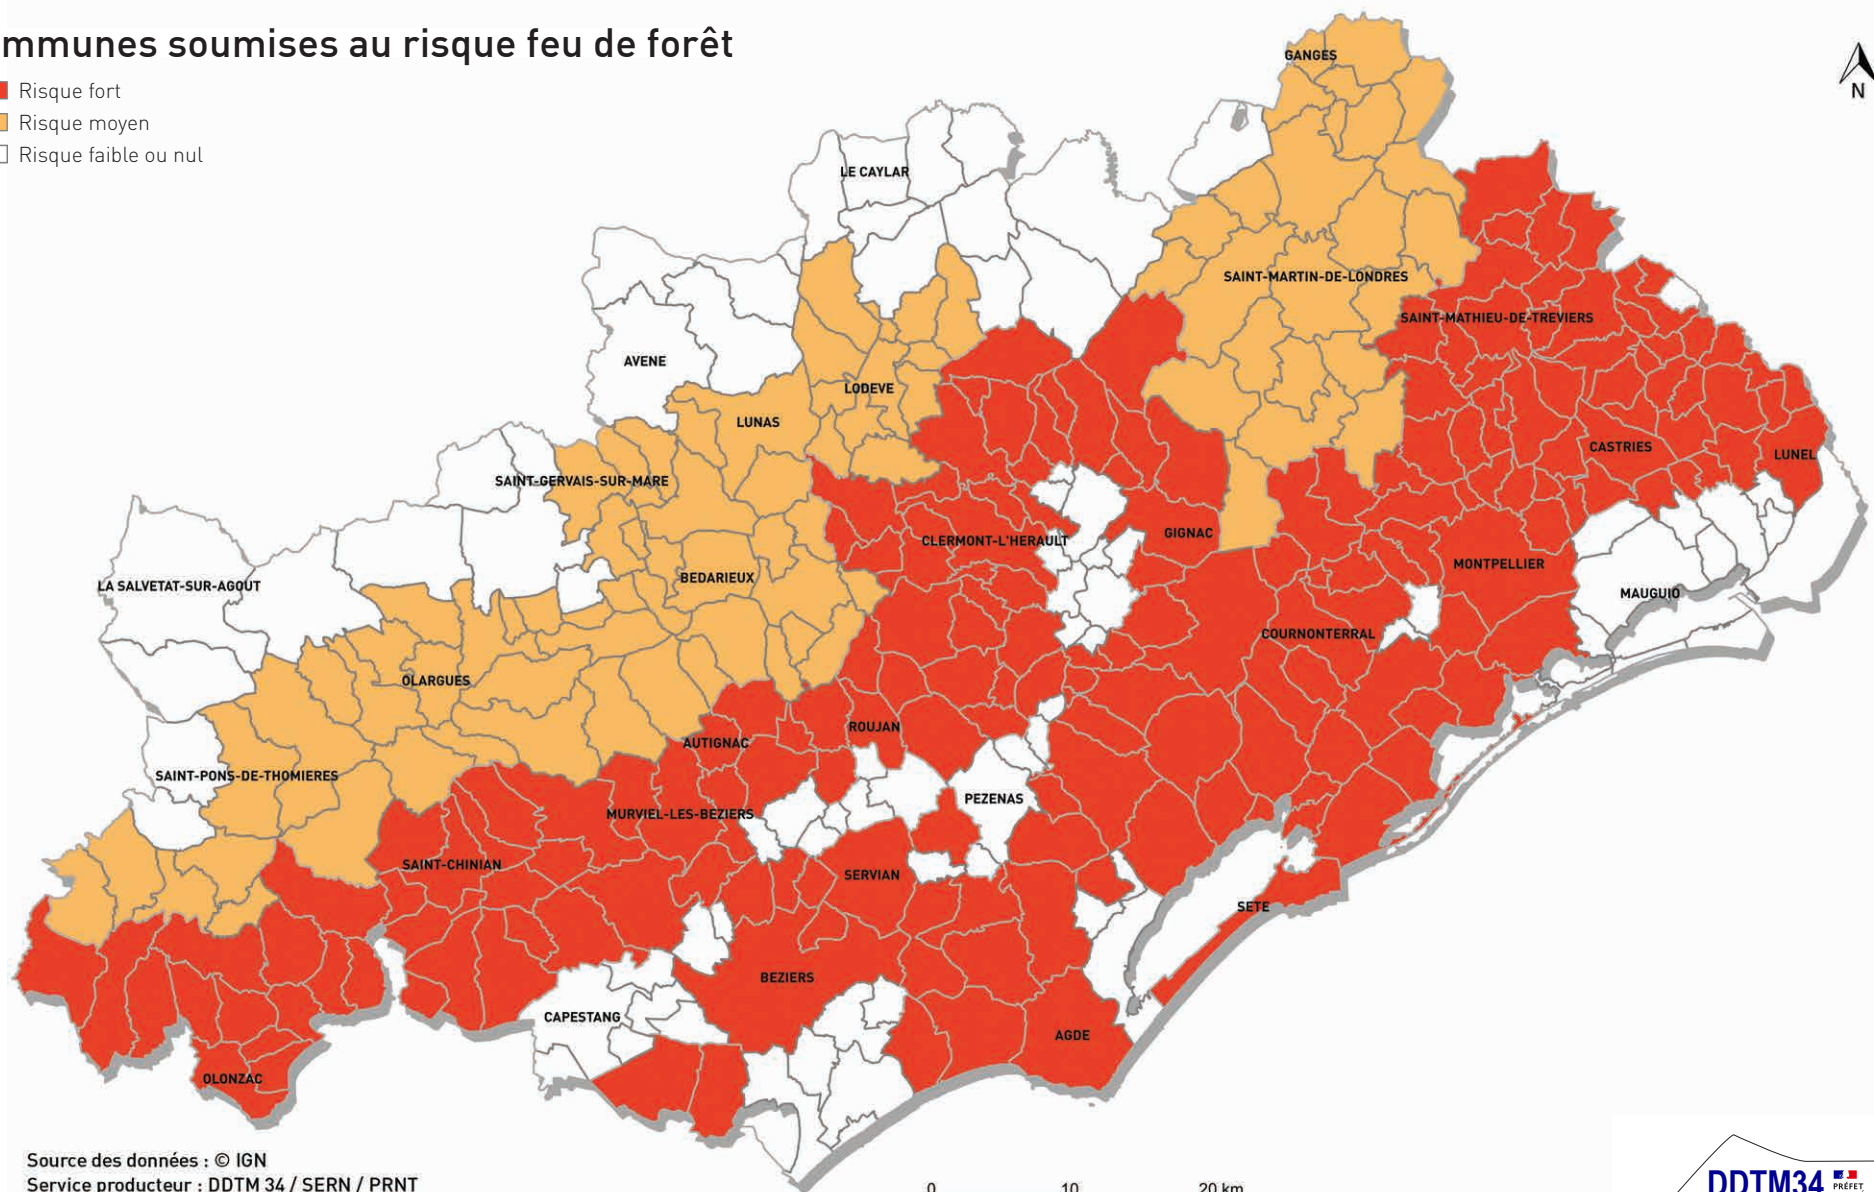 mmunes soumises au risque feu de forêt
Risque fort
Risque moyen
Risque faible ou nul
N
GANGES
LE CAYLAR
SAINT-MARTIN-DE-LONDRES
SAINT-MATHIEU-DE-TREVIERS
AVENE
LODEVE
LUNAS
CASTRIES
LUNEL
SAINT-GERVAIS-SUR-MARE
CLERMONT-L'HERAULT
GIGNAC
MONTPELLIER
BEDARIEUX
LA SALVETAT-SUR-AGOUT
MAUGUIO
COURNONTERRAL
OLARGUES
ROUJAN
AUTIGNAC
SAINT-PONS-DE-THOMIERES
PEZENAS
MURVIEL-LES-BEZIERS
SAINT-CHINIAN
SERVIAN
SETE
BEZIERS
CAPESTANG
AGDE
OLONZAC
Source des données : © IGN
Service producteur : DDTM 34 / SERN / PRNT
0 10 20 km
DDTM34
PRÉFET